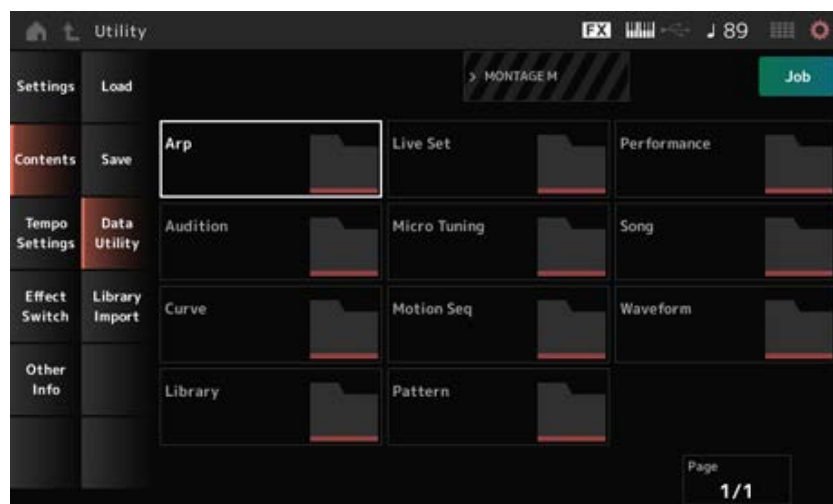 Utility
FX
♩ 89
Settings
Load
> MONTAGE M
Job
Contents
Save
Arp
Live Set
Performance
Tempo
Settings
Data
Utility
Audition
Micro Tuning
Song
Effect
Switch
Library
Import
Curve
Motion Seq
Waveform
Other
Info
Library
Pattern
Page
1/1